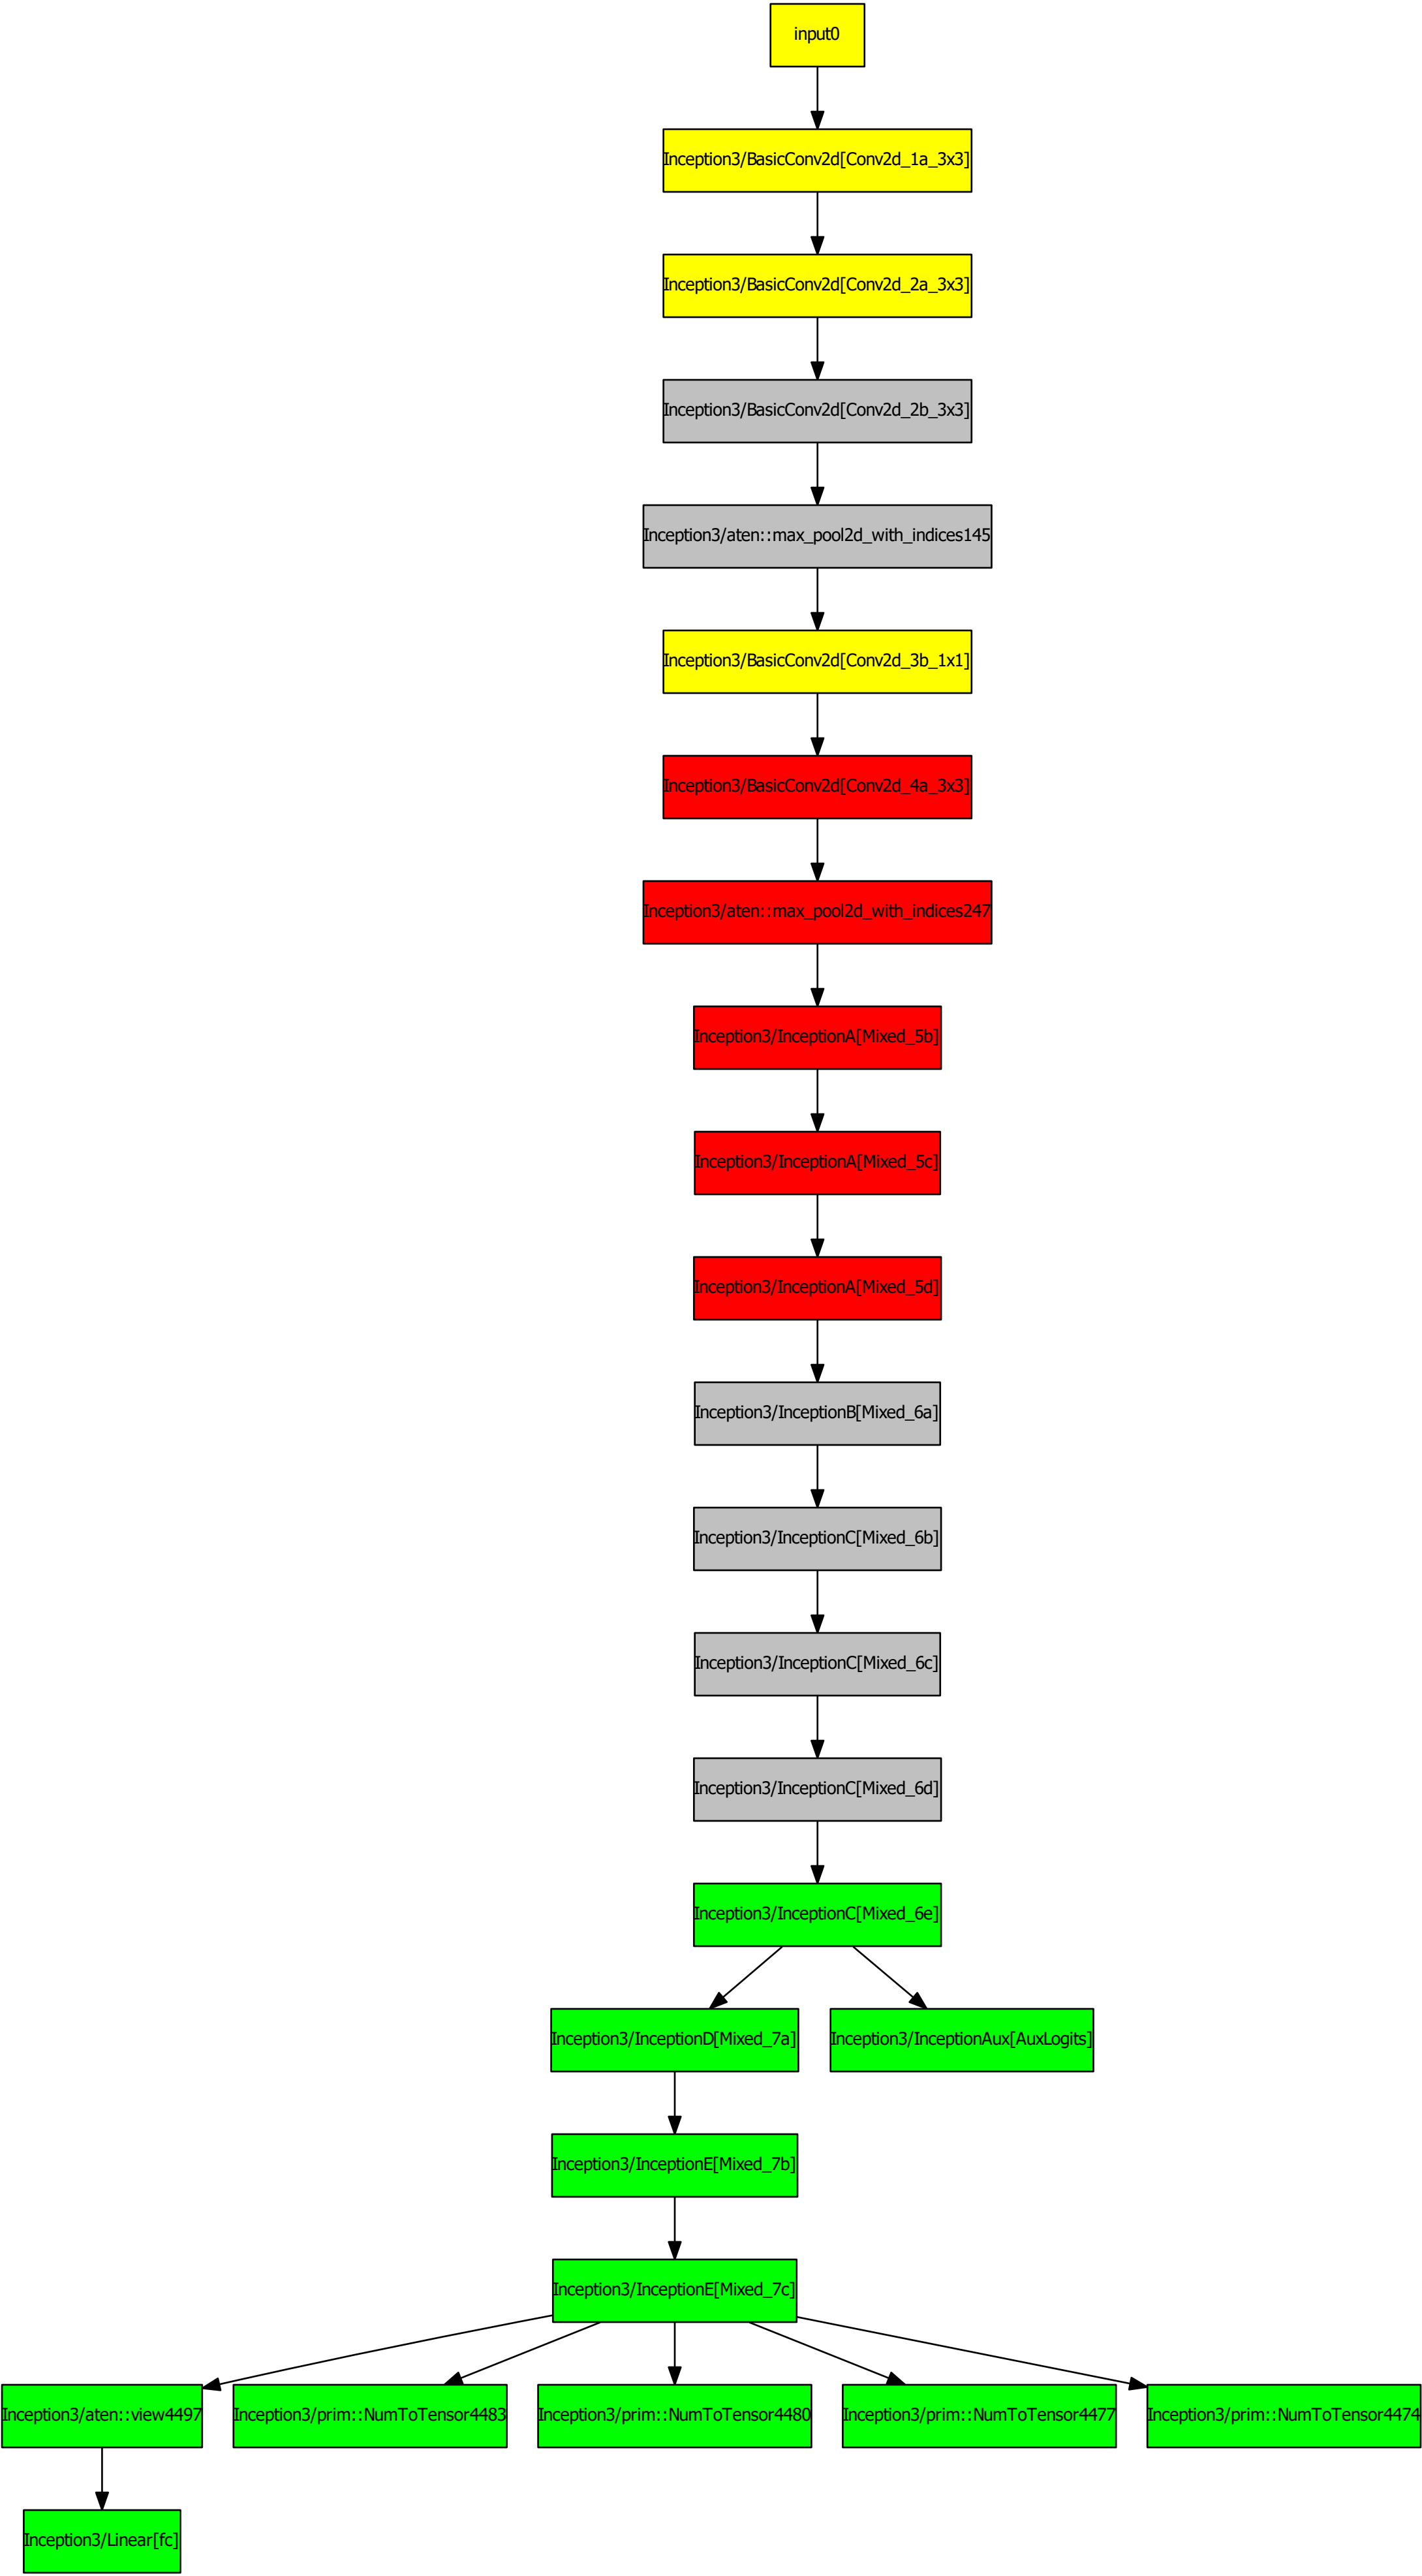 input0
Inception3/BasicConv2d[Conv2d_1a_3x3]
Inception3/BasicConv2d[Conv2d_2a_3x3]
Inception3/BasicConv2d[Conv2d_2b_3x3]
Inception3/aten::max_pool2d_with_indices145
Inception3/BasicConv2d[Conv2d_3b_1x1]
Inception3/BasicConv2d[Conv2d_4a_3x3]
Inception3/aten::max_pool2d_with_indices247
Inception3/InceptionA[Mixed_5b]
Inception3/InceptionA[Mixed_5c]
Inception3/InceptionA[Mixed_5d]
Inception3/InceptionB[Mixed_6a]
Inception3/InceptionC[Mixed_6b]
Inception3/InceptionC[Mixed_6c]
Inception3/InceptionC[Mixed_6d]
Inception3/InceptionC[Mixed_6e]
Inception3/InceptionD[Mixed_7a]
Inception3/InceptionAux[AuxLogits]
Inception3/InceptionE[Mixed_7b]
Inception3/InceptionE[Mixed_7c]
Inception3/aten::view4497
Inception3/prim::NumToTensor4483
Inception3/prim::NumToTensor4480
Inception3/prim::NumToTensor4477
Inception3/prim::NumToTensor4474
Inception3/Linear[fc]